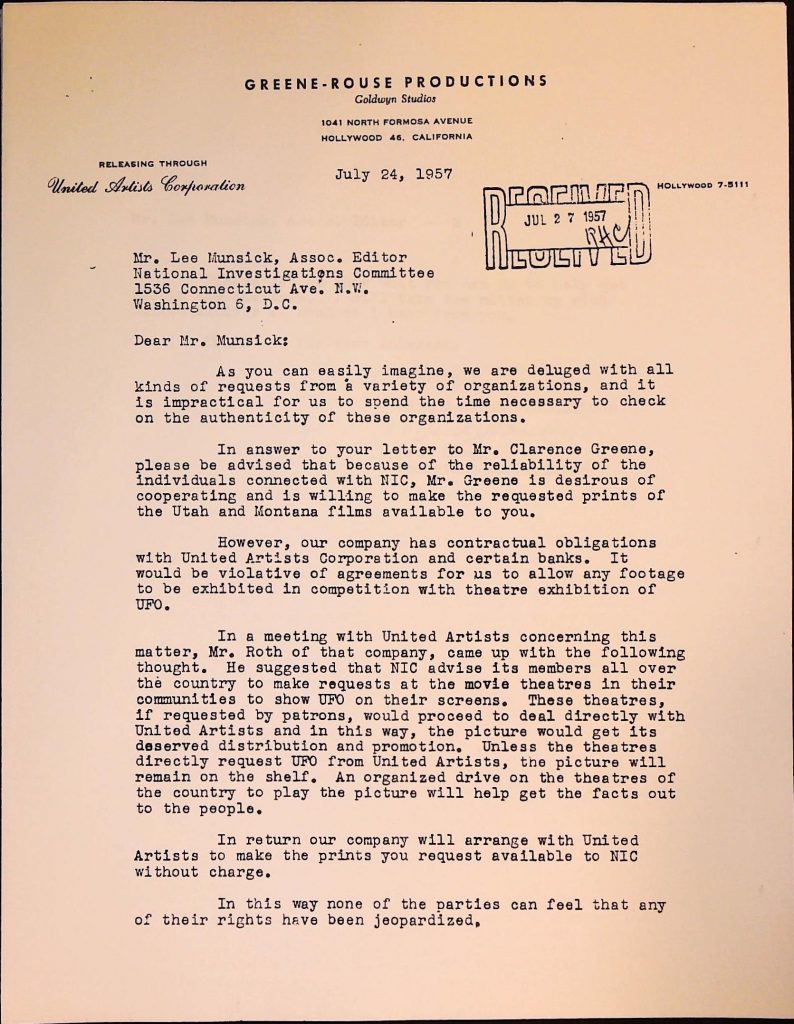 GREENE-ROUSE PRODUCTIONS
Goldwyn Studios
1041 NORTH FORMOSA AVENUE
HOLLYWOOD 46, CALIFORNIA
RELEASING THROUGH
United Artists Corporation
HOLLYWOOD 7-5111
July 24, 1957
RECEIVED
JUL 27 1957
RHC
RECEIVED
Mr. Lee Munsick, Assoc. Editor
National Investigations Committee
1536 Connecticut Ave. N.W.
Washington 6, D.C.
Dear Mr. Munsick:
As you can easily imagine, we are deluged with all
kinds of requests from a variety of organizations, and it
is impractical for us to spend the time necessary to check
on the authenticity of these organizations.
In answer to your letter to Mr. Clarence Greene,
please be advised that because of the reliability of the
individuals connected with NIC, Mr. Greene is desirous of
cooperating and is willing to make the requested prints of
the Utah and Montana films available to you.
However, our company has contractual obligations
with United Artists Corporation and certain banks. It
would be violative of agreements for us to allow any footage
to be exhibited in competition with theatre exhibition of
UFO.
In a meeting with United Artists concerning this
matter, Mr. Roth of that company, came up with the following
thought. He suggested that NIC advise its members all over
the country to make requests at the movie theatres in their
communities to show UFO on their screens. These theatres,
if requested by patrons, would proceed to deal directly with
United Artists and in this way, the picture would get its
deserved distribution and promotion. Unless the theatres
directly request UFO from United Artists, the picture will
remain on the shelf. An organized drive on the theatres of
the country to play the picture will help get the facts out
to the people.
In return our company will arrange with United
Artists to make the prints you request available to NIC
without charge.
In this way none of the parties can feel that any
of their rights have been jeopardized.